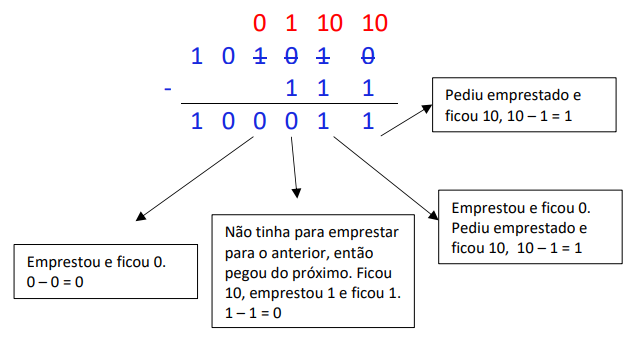 0 1 10 10
1 0 1 0 1 0
- 1 1 1
1 0 0 0 1 1
Pediu emprestado e
ficou 10, 10 – 1 = 1
Emprestou e ficou 0.
Pediu emprestado e
ficou 10, 10 – 1 = 1
Não tinha para emprestar
para o anterior, então
pegou do próximo. Ficou
10, emprestou 1 e ficou 1.
1 – 1 = 0
Emprestou e ficou 0.
0 – 0 = 0